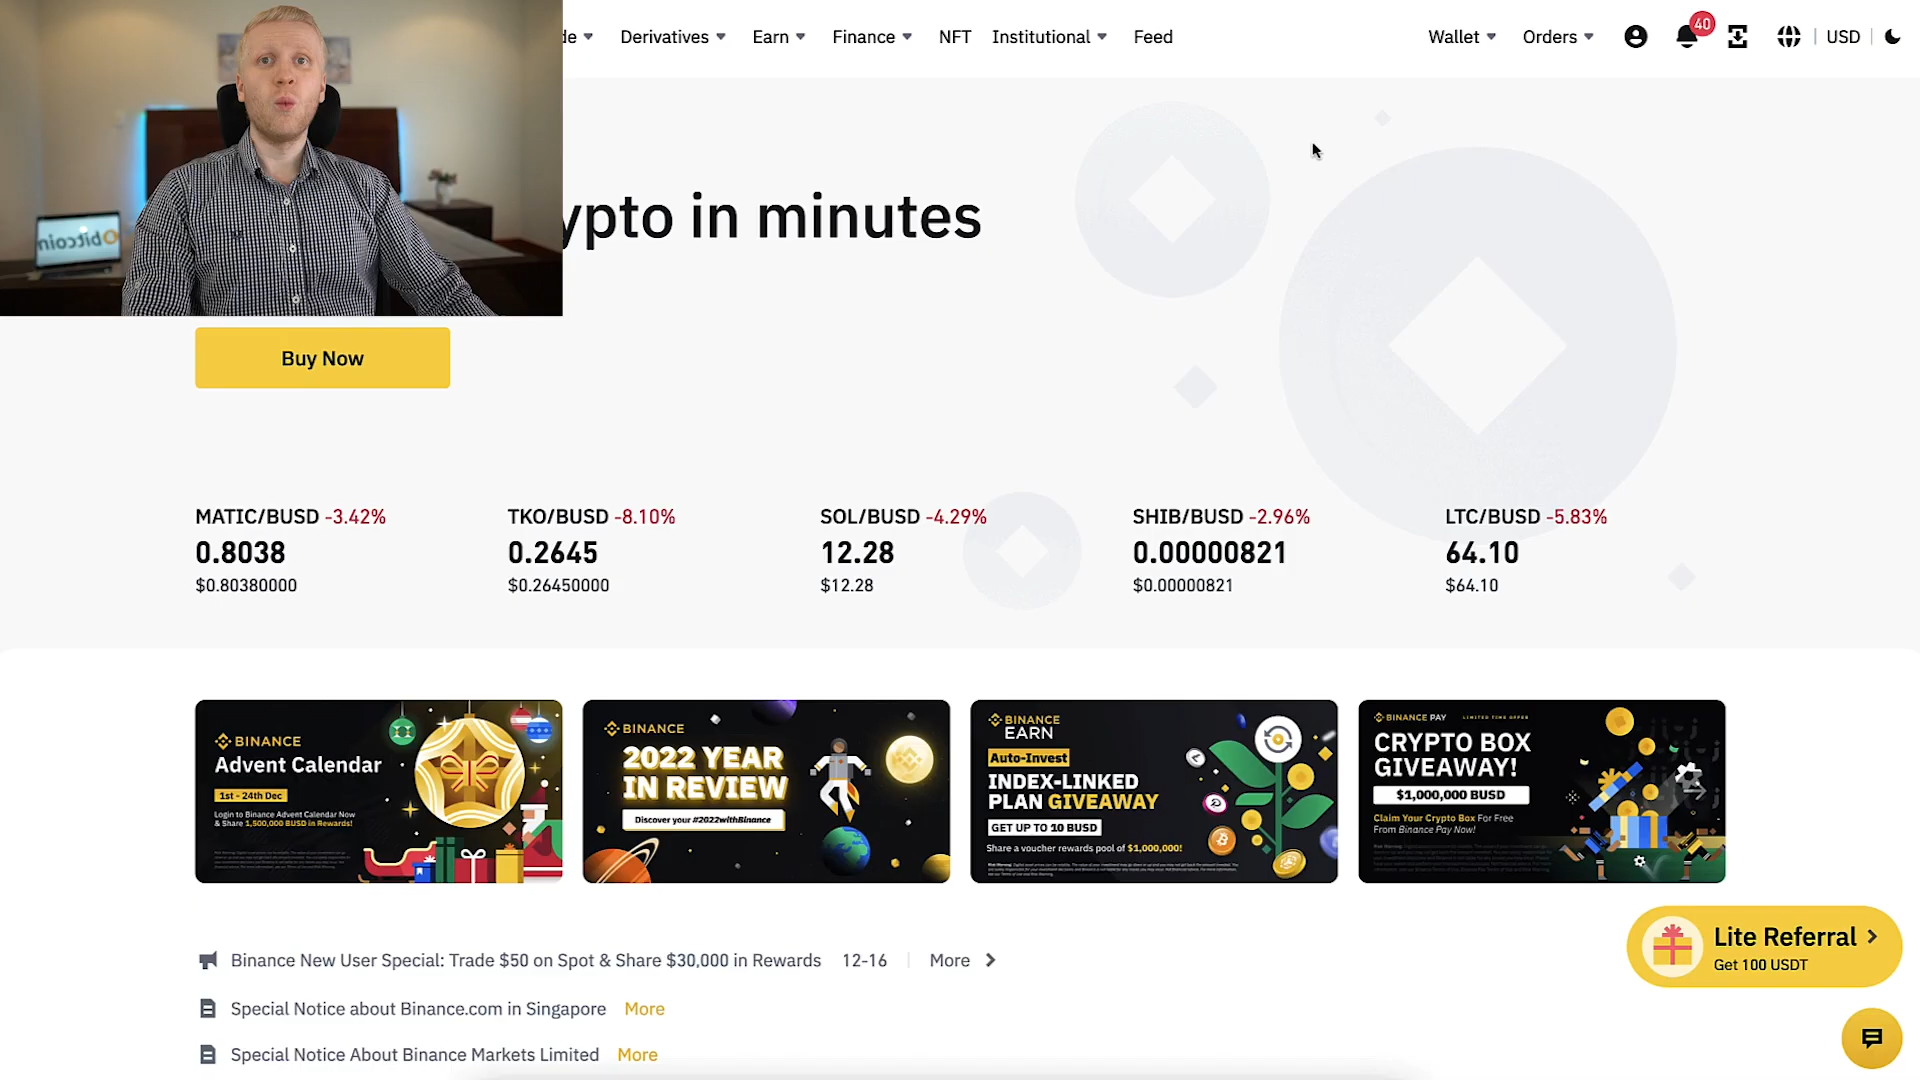 de Derivatives Earn Finance NFT Institutional Feed Wallet Orders 40 USD
bitcoin
ypto in minutes
Buy Now
MATIC/BUSD -3.42% TKO/BUSD -8.10% SOL/BUSD -4.29% SHIB/BUSD -2.96% LTC/BUSD -5.83%
0.8038 0.2645 12.28 0.00000821 64.10
$0.80380000 $0.26450000 $12.28 $0.00000821 $64.10
BINANCE
Advent Calendar
1st - 24th Dec
Login to Binance Advent Calendar Now
& Share 1,500,000 BUSD in Rewards!
BINANCE
2022 YEAR
IN REVIEW
Discover your #2022withBinance
BINANCE
EARN
Auto-Invest
INDEX-LINKED
PLAN GIVEAWAY
GET UP TO 10 BUSD
Share a voucher rewards pool of $1,000,000!
BINANCE PAY LIMITED TIME OFFER
CRYPTO BOX
GIVEAWAY!
$1,000,000 BUSD
Claim Your Crypto Box For Free
From Binance Pay Now!
Binance New User Special: Trade $50 on Spot & Share $30,000 in Rewards 12-16 More
Special Notice about Binance.com in Singapore More
Special Notice About Binance Markets Limited More
Lite Referral
Get 100 USDT